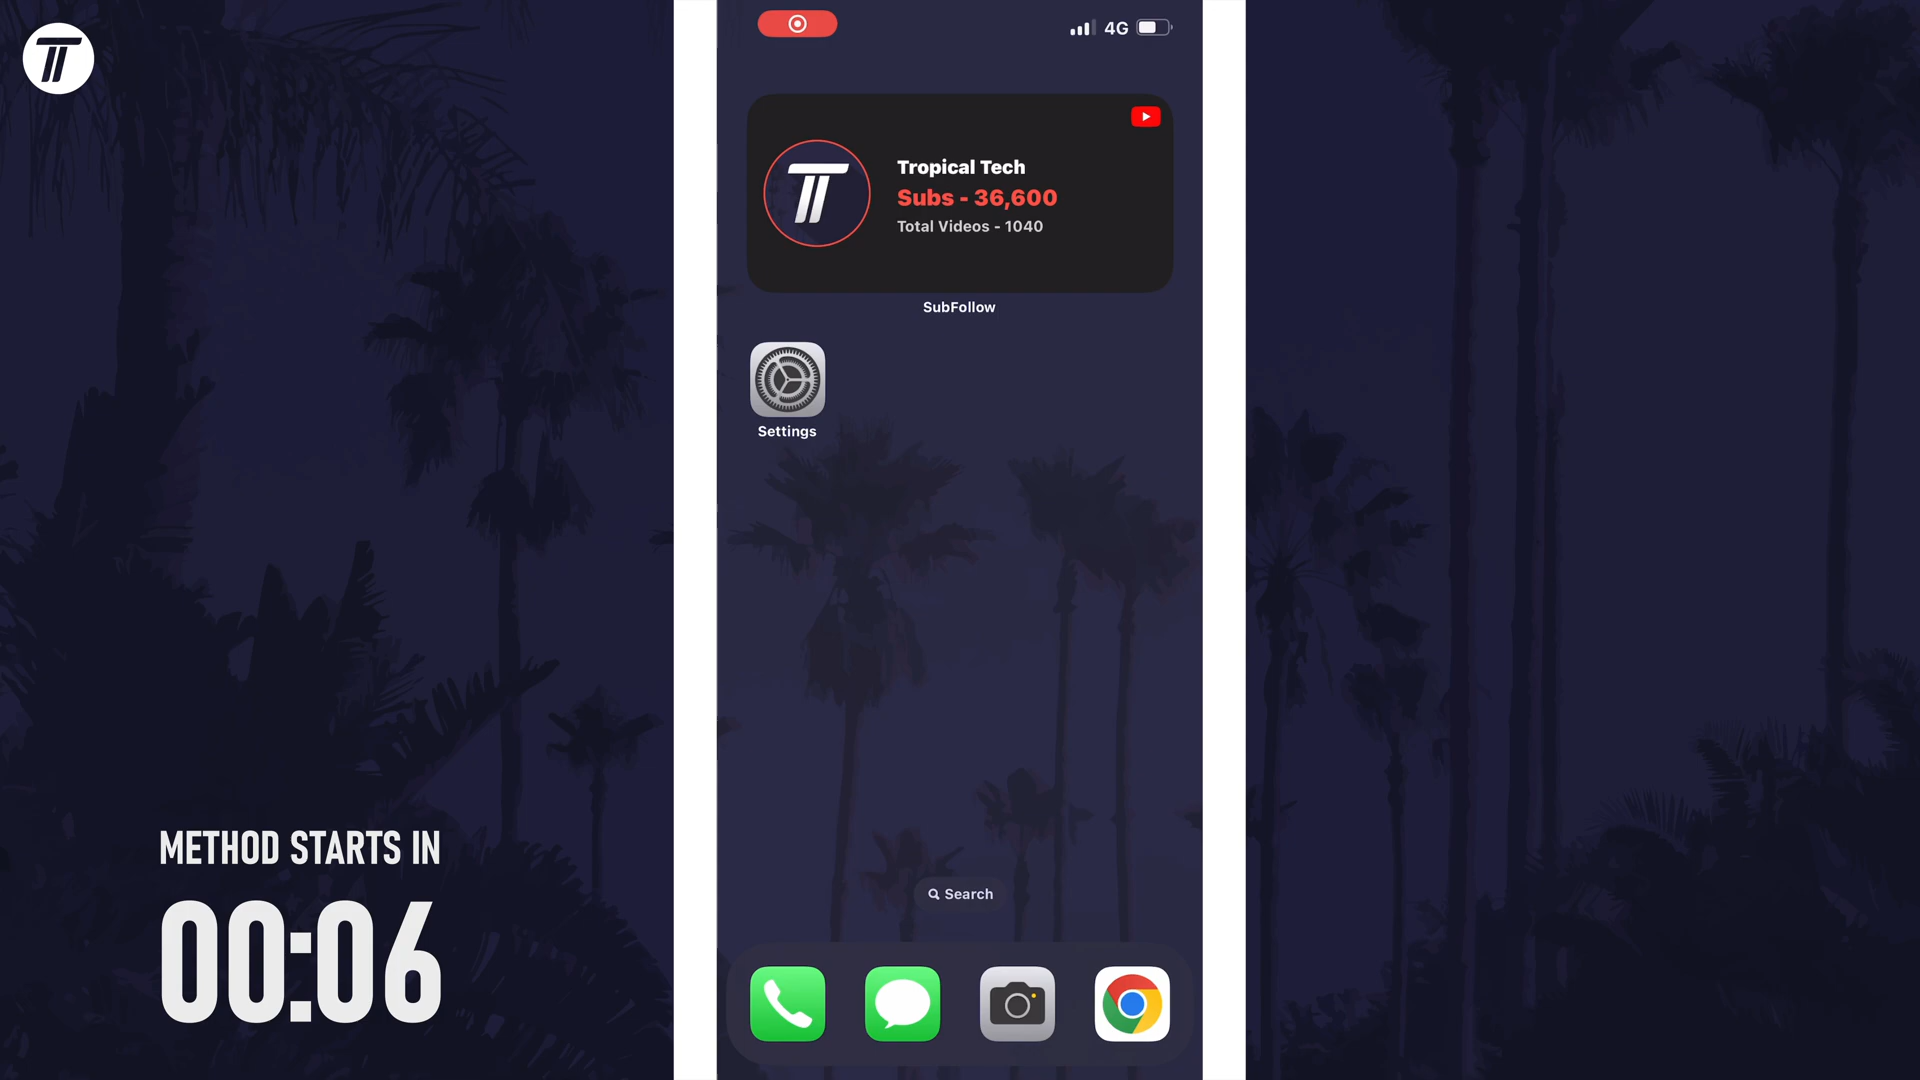 4G
Tropical Tech
Subs - 36,600
Total Videos - 1040
SubFollow
Settings
Search
METHOD STARTS IN
00:06